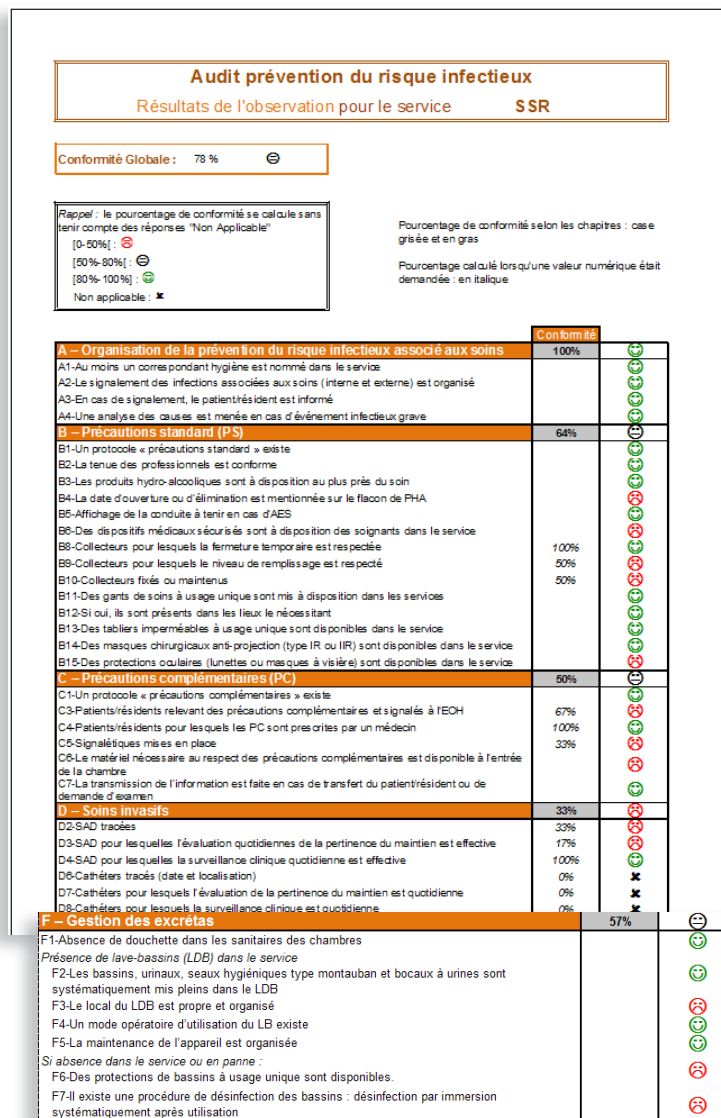 Audit prévention du risque infectieux
Résultats de l'observation pour le service SSR
Conformité Globale : 78 %
Rappel : le pourcentage de conformité se calcule sans
tenir compte des réponses "Non Applicable"
[0-50%[ :
[50%-80%[ :
[80%-100%] :
Non applicable :
Pourcentage de conformité selon les chapitres : case
grisée et en gras
Pourcentage calculé lorsqu'une valeur numérique était
demandée : en italique
Conformité
A – Organisation de la prévention du risque infectieux associé aux soins 100%
A1-Au moins un correspondant hygiène est nommé dans le service
A2-Le signalement des infections associées aux soins (interne et externe) est organisé
A3-En cas de signalement, le patient/résident est informé
A4-Une analyse des causes est menée en cas d'événement infectieux grave
B – Précautions standard (PS) 64%
B1-Un protocole « précautions standard » existe
B2-La tenue des professionnels est conforme
B3-Les produits hydro-alcooliques sont à disposition au plus près du soin
B4-La date d'ouverture ou d'élimination est mentionnée sur le flacon de PHA
B5-Affichage de la conduite à tenir en cas d'AES
B6-Des dispositifs médicaux sécurisés sont à disposition des soignants dans le service
B8-Collecteurs pour lesquels la fermeture temporaire est respectée 100%
B9-Collecteurs pour lesquels le niveau de remplissage est respecté 50%
B10-Collecteurs fixés ou maintenus 50%
B11-Des gants de soins à usage unique sont mis à disposition dans les services
B12-Si oui, ils sont présents dans les lieux le nécessitant
B13-Des tabliers imperméables à usage unique sont disponibles dans le service
B14-Des masques chirurgicaux anti-projection (type IR ou IIR) sont disponibles dans le service
B15-Des protections oculaires (lunettes ou masques à visière) sont disponibles dans le service
C – Précautions complémentaires (PC) 50%
C1-Un protocole « précautions complémentaires » existe
C3-Patients/résidents relevant des précautions complémentaires et signalés à l'EOH 67%
C4-Patients/résidents pour lesquels les PC sont prescrites par un médecin 100%
C5-Signalétiques mises en place 33%
C6-Le matériel nécessaire au respect des précautions complémentaires est disponible à l'entrée
de la chambre
C7-La transmission de l'information est faite en cas de transfert du patient/résident ou de
demande d'examen
D – Soins invasifs 33%
D2-SAD tracées 33%
D3-SAD pour lesquelles l'évaluation quotidiennes de la pertinence du maintien est effective 17%
D4-SAD pour lesquelles la surveillance clinique quotidienne est effective 100%
D6-Cathéters tracés (date et localisation) 0%
D7-Cathéters pour lesquels l'évaluation de la pertinence du maintien est quotidienne 0%
D8-Cathéters pour lesquels la surveillance clinique est quotidienne 0%
F – Gestion des excrétas 57%
F1-Absence de douchette dans les sanitaires des chambres
Présence de lave-bassins (LDB) dans le service
F2-Les bassins, urinaux, seaux hygiéniques type montauban et bocaux à urines sont
systématiquement mis pleins dans le LDB
F3-Le local du LDB est propre et organisé
F4-Un mode opératoire d'utilisation du LB existe
F5-La maintenance de l'appareil est organisée
Si absence dans le service ou en panne :
F6-Des protections de bassins à usage unique sont disponibles.
F7-Il existe une procédure de désinfection des bassins : désinfection par immersion
systématiquement après utilisation